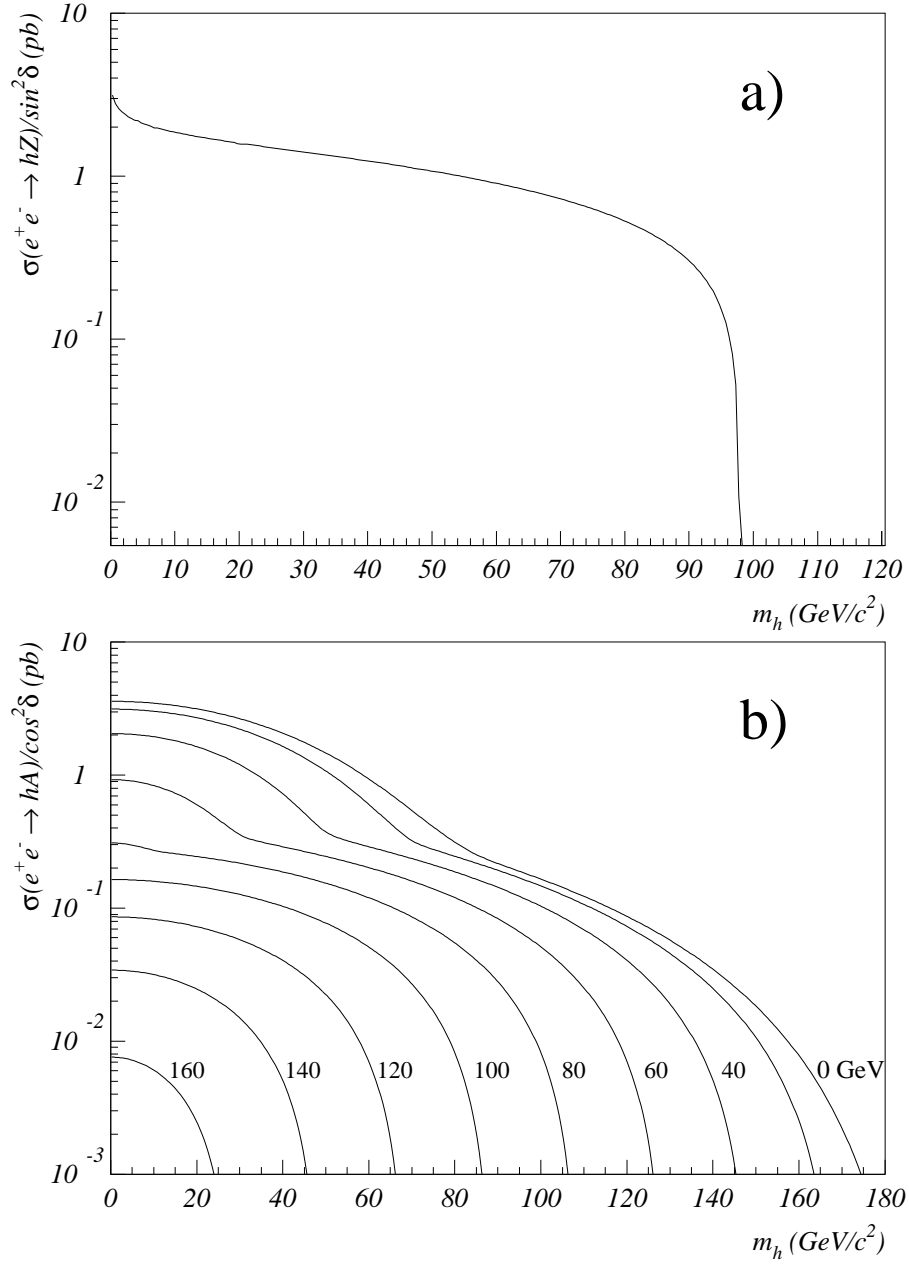 10
1
10⁻¹
10⁻²
σ(e⁺e⁻ → hZ)/sin²δ (pb)
a)
0 10 20 30 40 50 60 70 80 90 100 110 120
m_h (GeV/c²)
10
1
10⁻¹
10⁻²
10⁻³
σ(e⁺e⁻ → hA)/cos²δ (pb)
b)
160 140 120 100 80 60 40 0 GeV
0 20 40 60 80 100 120 140 160 180
m_h (GeV/c²)